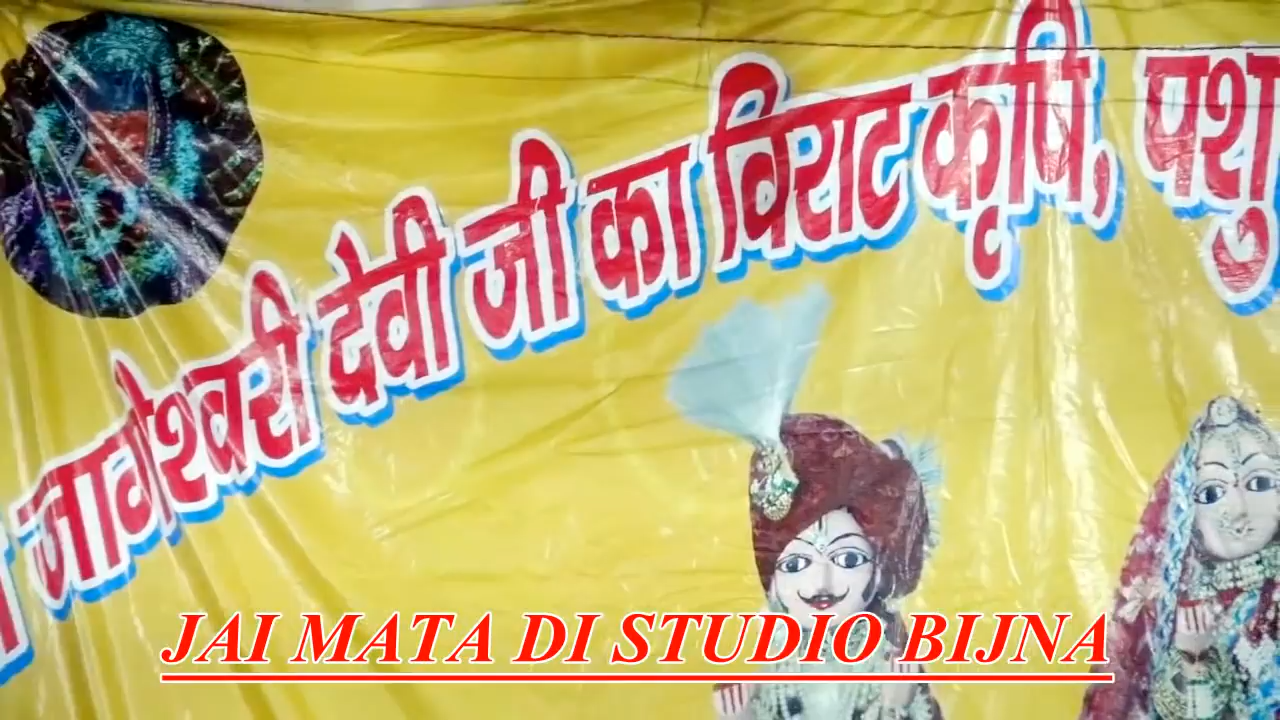 जागेश्वरी देवी जी का विराट कृषि, पशु
JAI MATA DI STUDIO BIJNA